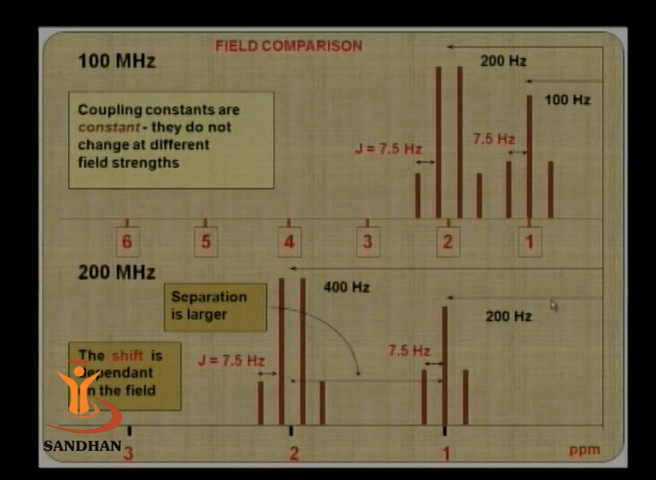 FIELD COMPARISON
100 MHz
200 Hz
100 Hz
Coupling constants are
constant - they do not
change at different
field strengths
J = 7.5 Hz
7.5 Hz
6 5 4 3 2 1
200 MHz
Separation
is larger
400 Hz
200 Hz
The shift is
dependant
on the field
J = 7.5 Hz
7.5 Hz
SANDHAN
3 2 1 ppm